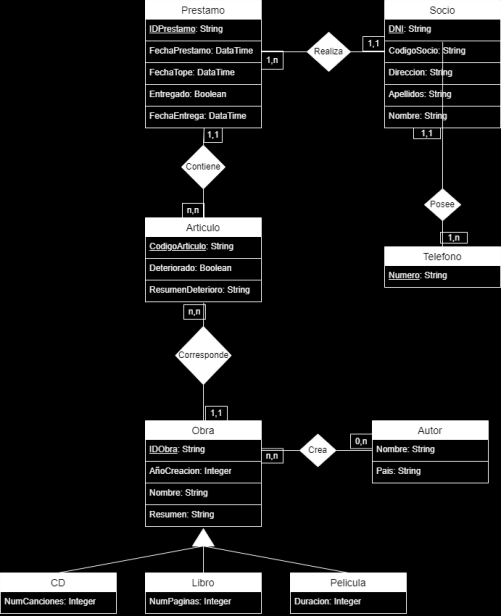 Prestamo
IDPrestamo: String
FechaPrestamo: DataTime
FechaTope: DataTime
Entregado: Boolean
FechaEntrega: DataTime
1,n
Realiza
1,1
Socio
DNI: String
CodigoSocio: String
Direccion: String
Apellidos: String
Nombre: String
1,1
Contiene
n,n
1,1
Posee
1,n
Articulo
CodigoArticulo: String
Deteriorado: Boolean
ResumenDeterioro: String
Telefono
Numero: String
n,n
Corresponde
1,1
Obra
IDObra: String
AñoCreacion: Integer
Nombre: String
Resumen: String
n,n
Crea
0,n
Autor
Nombre: String
Pais: String
CD
NumCanciones: Integer
Libro
NumPaginas: Integer
Pelicula
Duracion: Integer